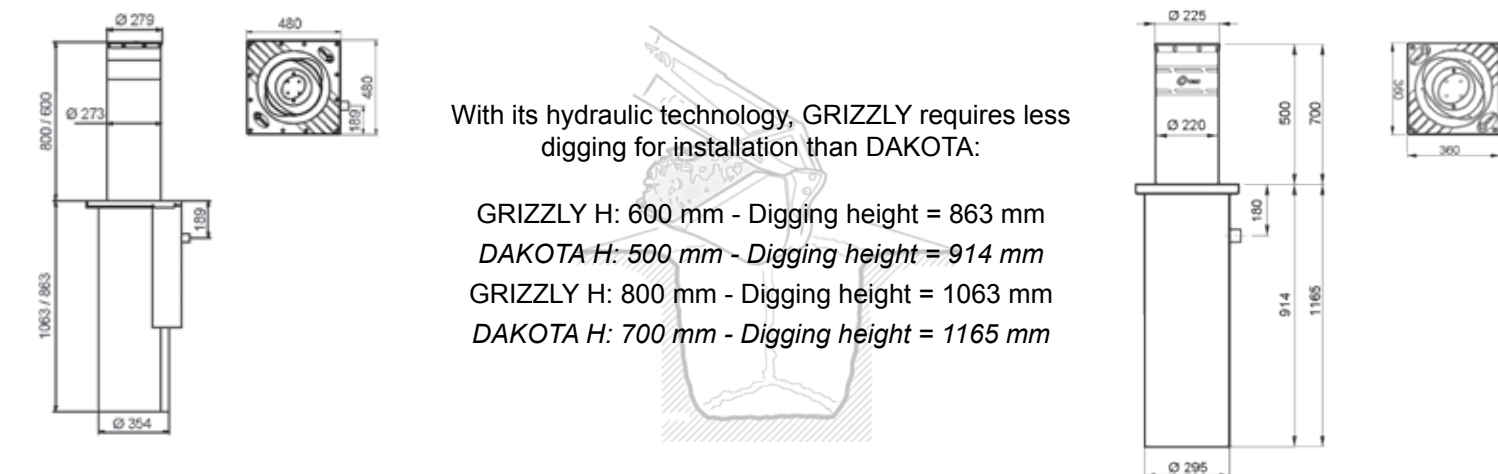 Ø 279
480
800 / 600
Ø 273
480
189
189
1063 / 863
Ø 354
With its hydraulic technology, GRIZZLY requires less
digging for installation than DAKOTA:
GRIZZLY H: 600 mm - Digging height = 863 mm
DAKOTA H: 500 mm - Digging height = 914 mm
GRIZZLY H: 800 mm - Digging height = 1063 mm
DAKOTA H: 700 mm - Digging height = 1165 mm
Ø 225
500
700
Ø 220
180
914
1165
Ø 295
360
360